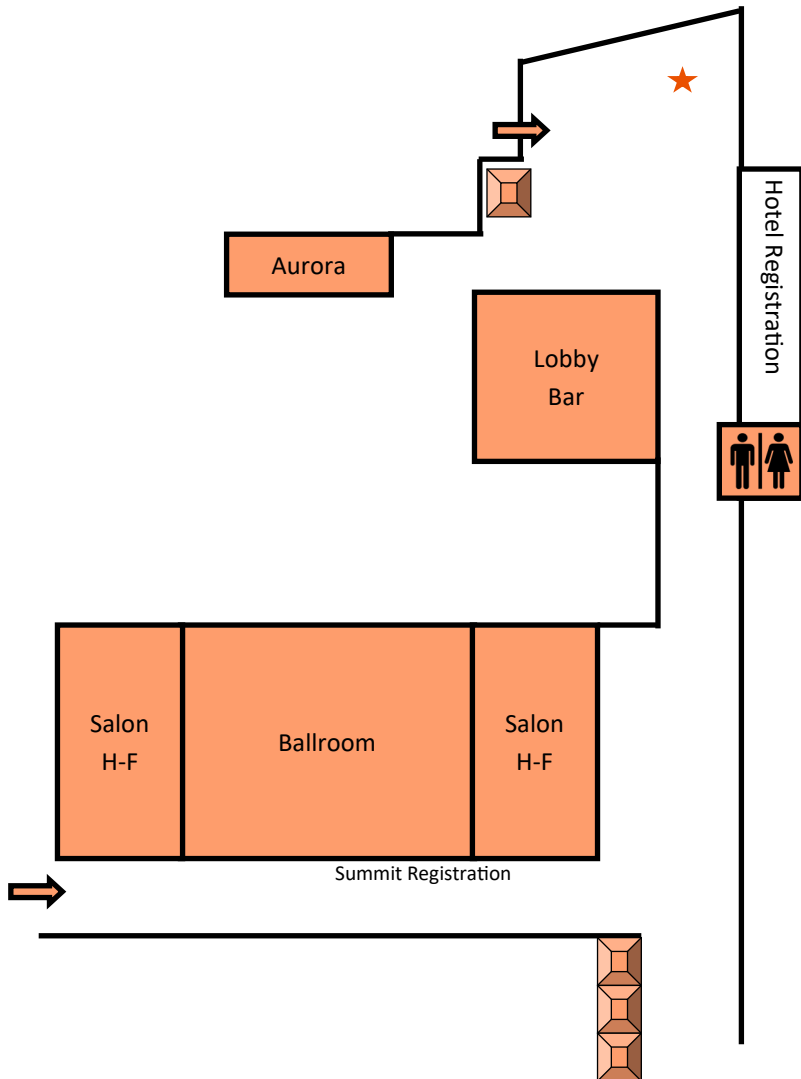 Hotel Registration
Aurora
Lobby
Bar
Salon
H-F
Ballroom
Salon
H-F
Summit Registration